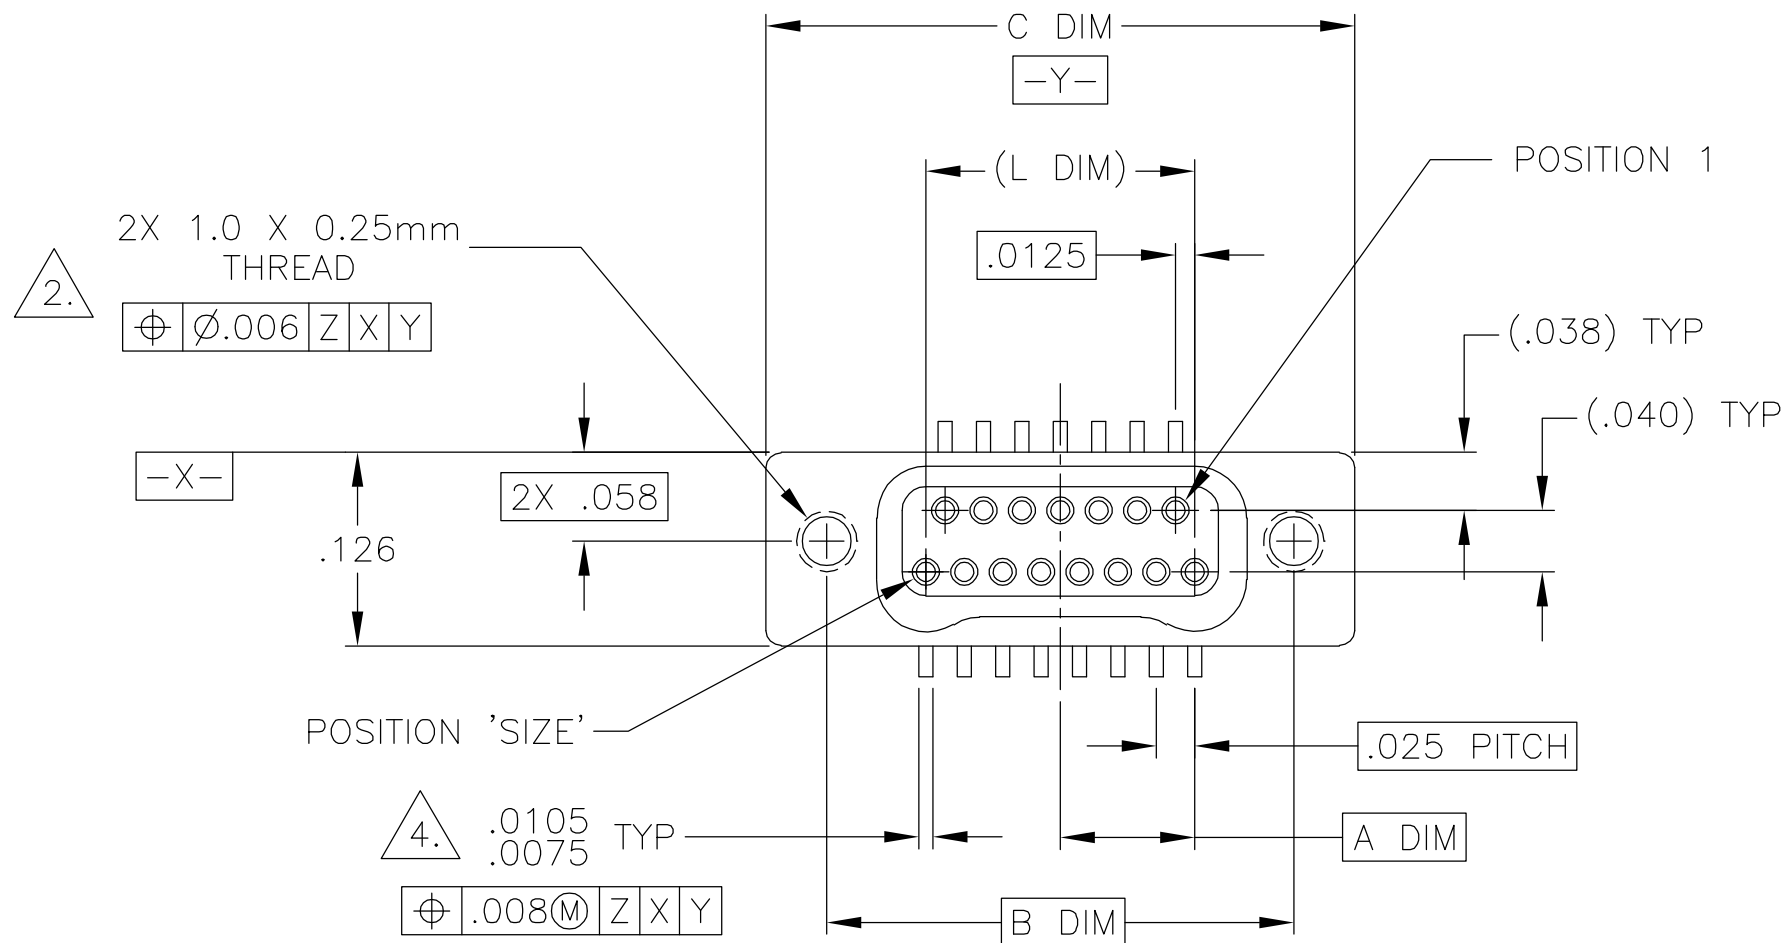 C DIM
-Y-
(L DIM)
POSITION 1
2X 1.0 X 0.25mm
THREAD
2.
⌖ Ø.006 Z X Y
.0125
(.038) TYP
(.040) TYP
-X-
2X .058
.126
POSITION 'SIZE'
.025 PITCH
4.
.0105
.0075
TYP
A DIM
⌖ .008Ⓜ Z X Y
B DIM